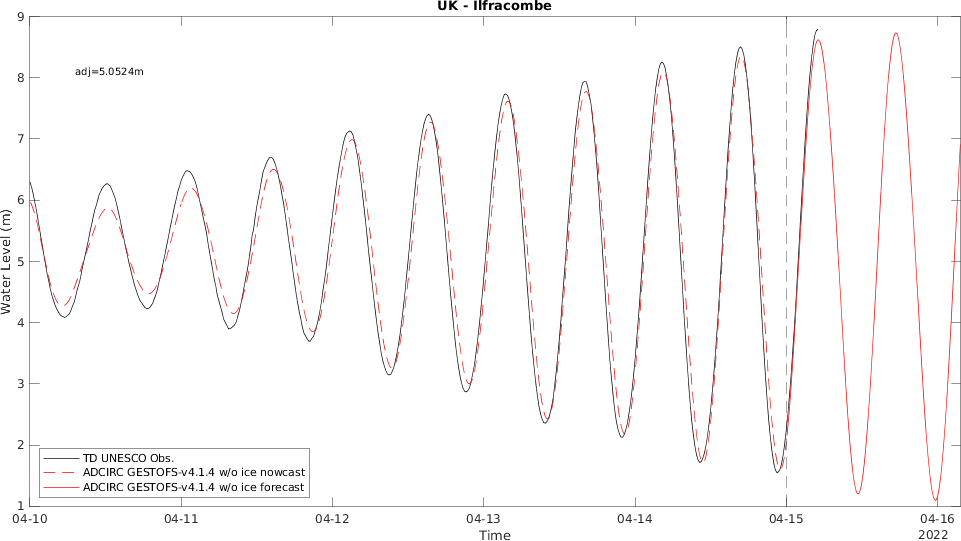 UK - Ilfracombe
9
8
7
6
5
4
3
2
1
Water Level (m)
adj=5.0524m
TD UNESCO Obs.
ADCIRC GESTOFS-v4.1.4 w/o ice nowcast
ADCIRC GESTOFS-v4.1.4 w/o ice forecast
04-10 04-11 04-12 04-13 04-14 04-15 04-16
Time
2022